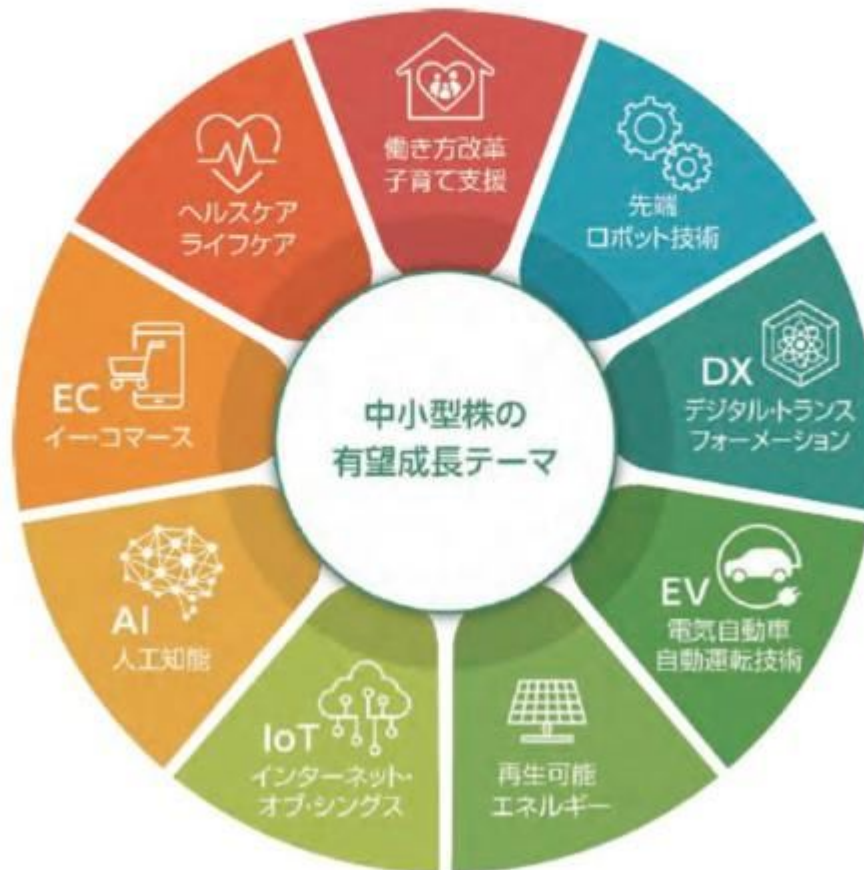 働き方改革
子育て支援
先端
ロボット技術
DX
デジタル・トランス
フォーメーション
EV
電気自動車
自動運転技術
再生可能
エネルギー
IoT
インターネット・
オブ・シングス
AI
人工知能
EC
イー・コマース
ヘルスケア
ライフケア
中小型株の
有望成長テーマ